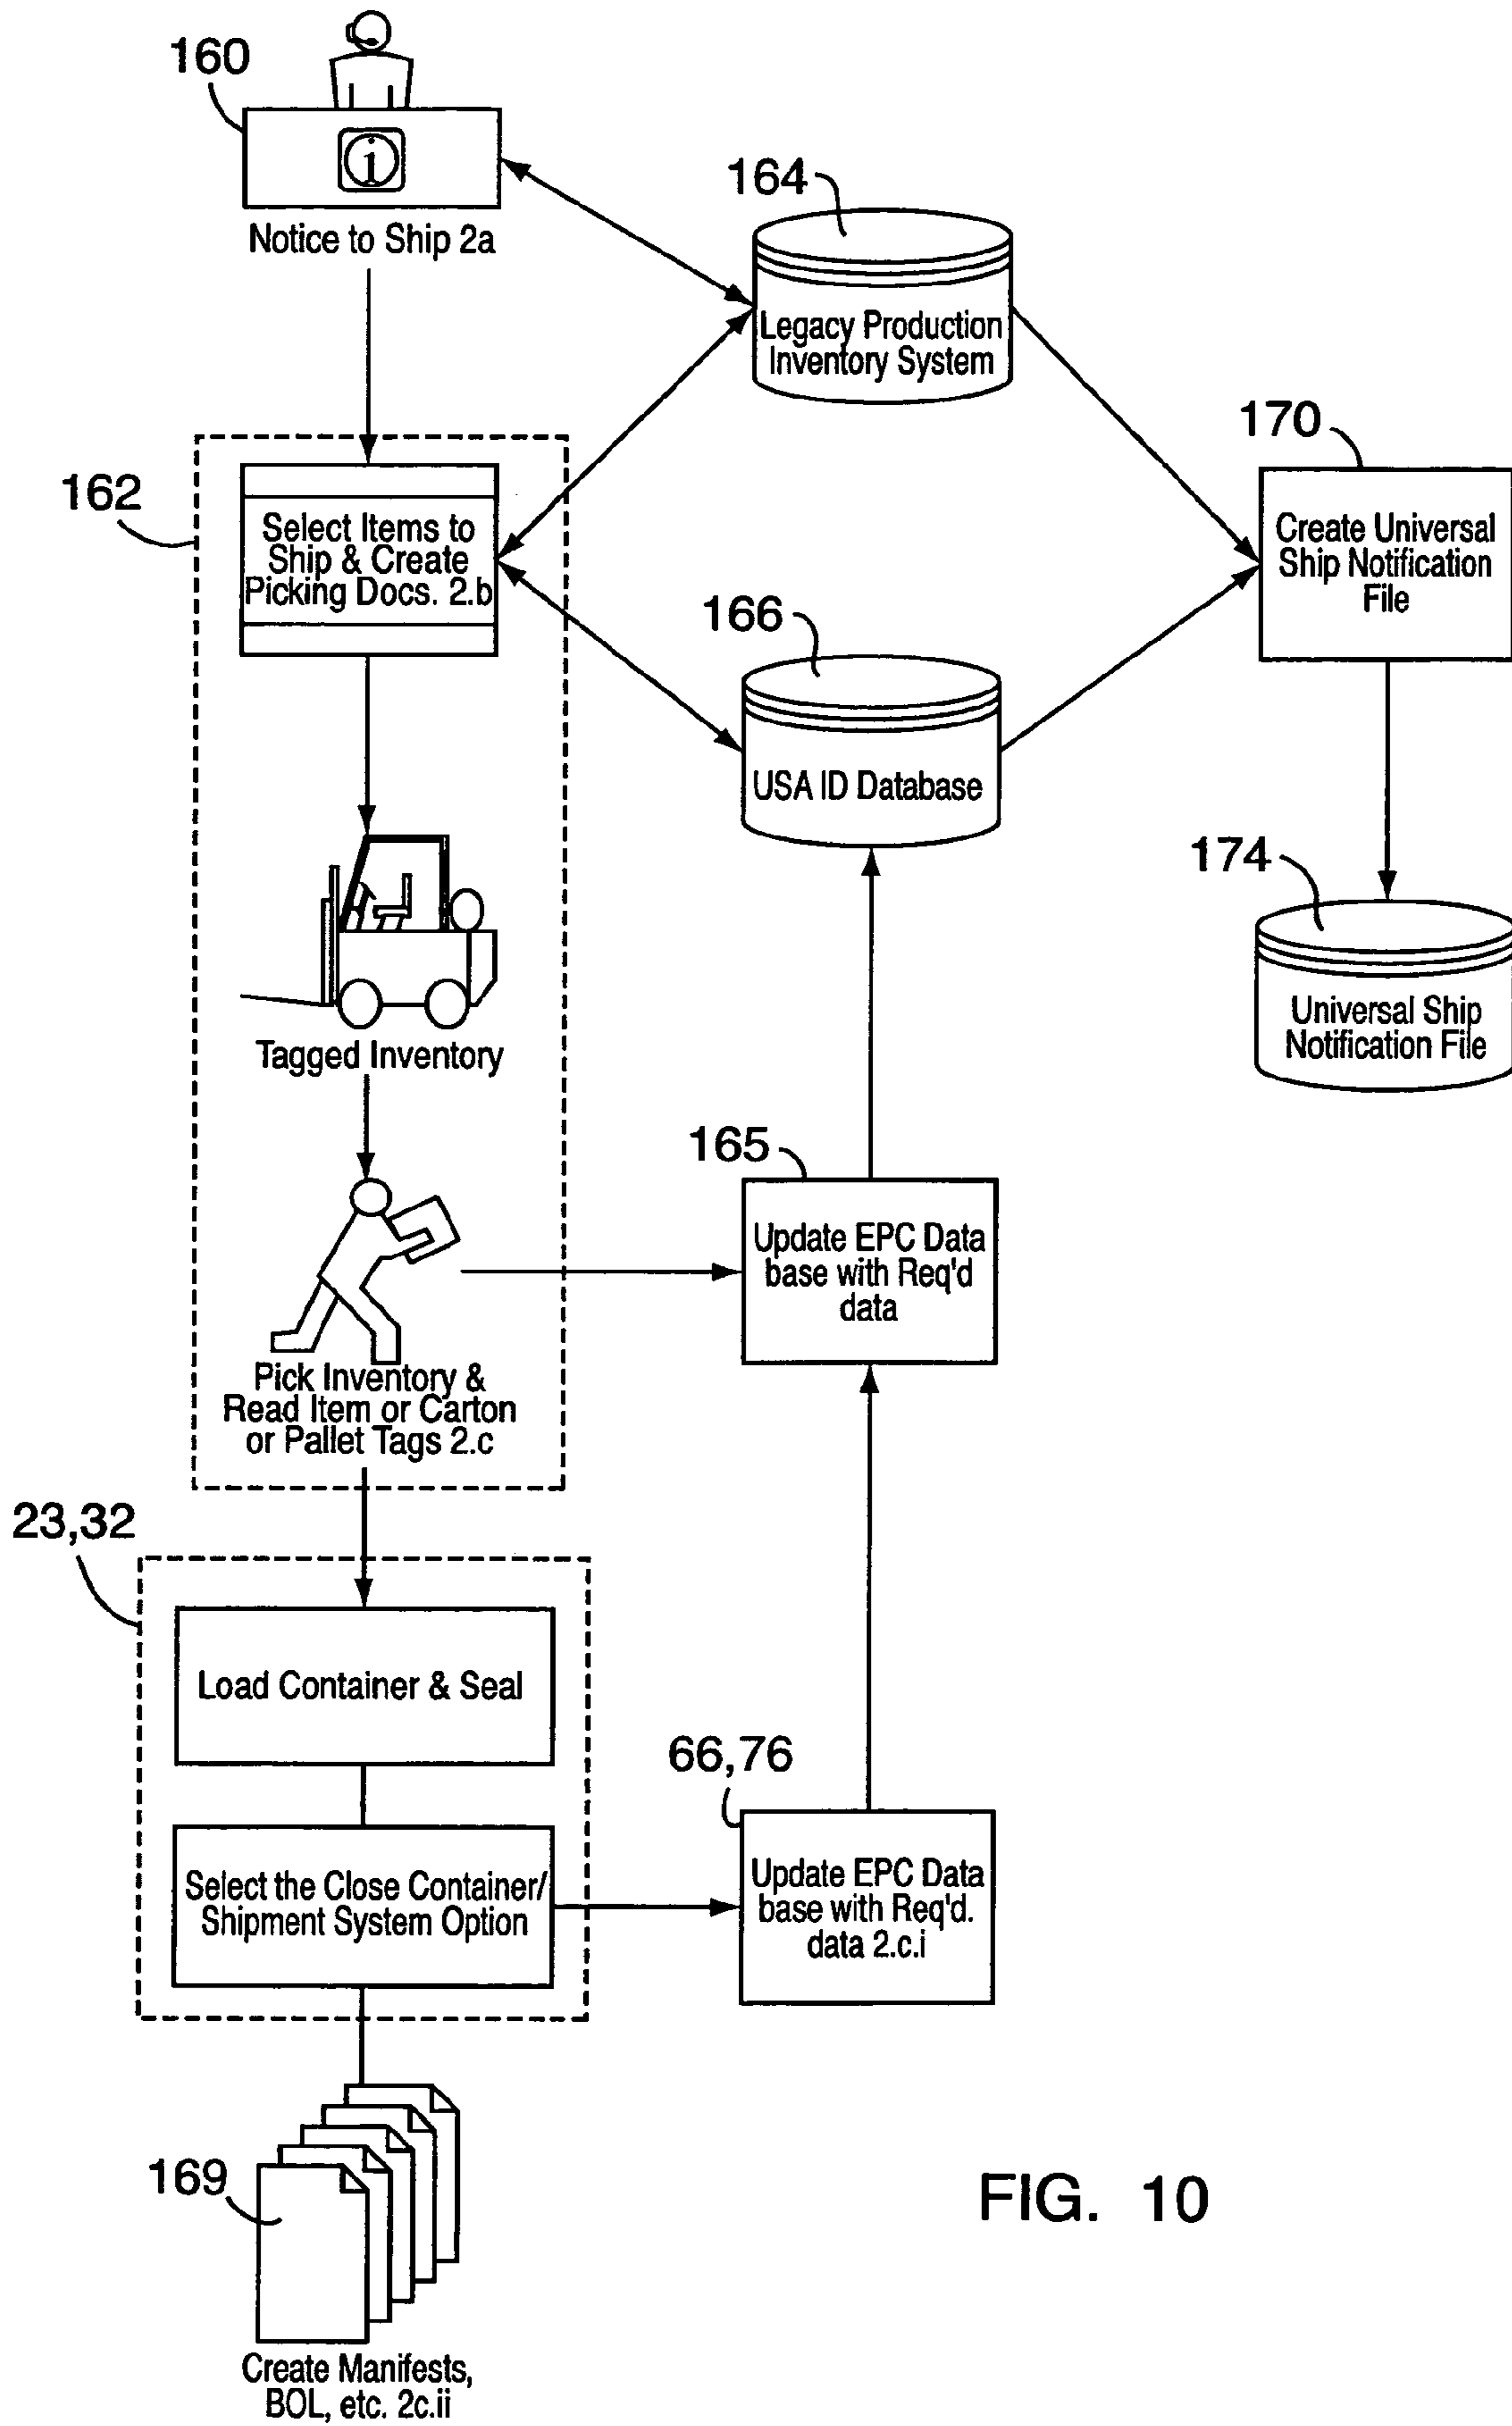 160
i
Notice to Ship 2a
164
Legacy Production
Inventory System
170
Create Universal
Ship Notification
File
162
Select Items to
Ship & Create
Picking Docs. 2.b
166
USA ID Database
174
Universal Ship
Notification File
Tagged Inventory
165
Update EPC Data
base with Req'd
data
Pick Inventory &
Read Item or Carton
or Pallet Tags 2.c
23,32
Load Container & Seal
66,76
Select the Close Container/
Shipment System Option
Update EPC Data
base with Req'd.
data 2.c.i
169
Create Manifests,
BOL, etc. 2c.ii
FIG. 10